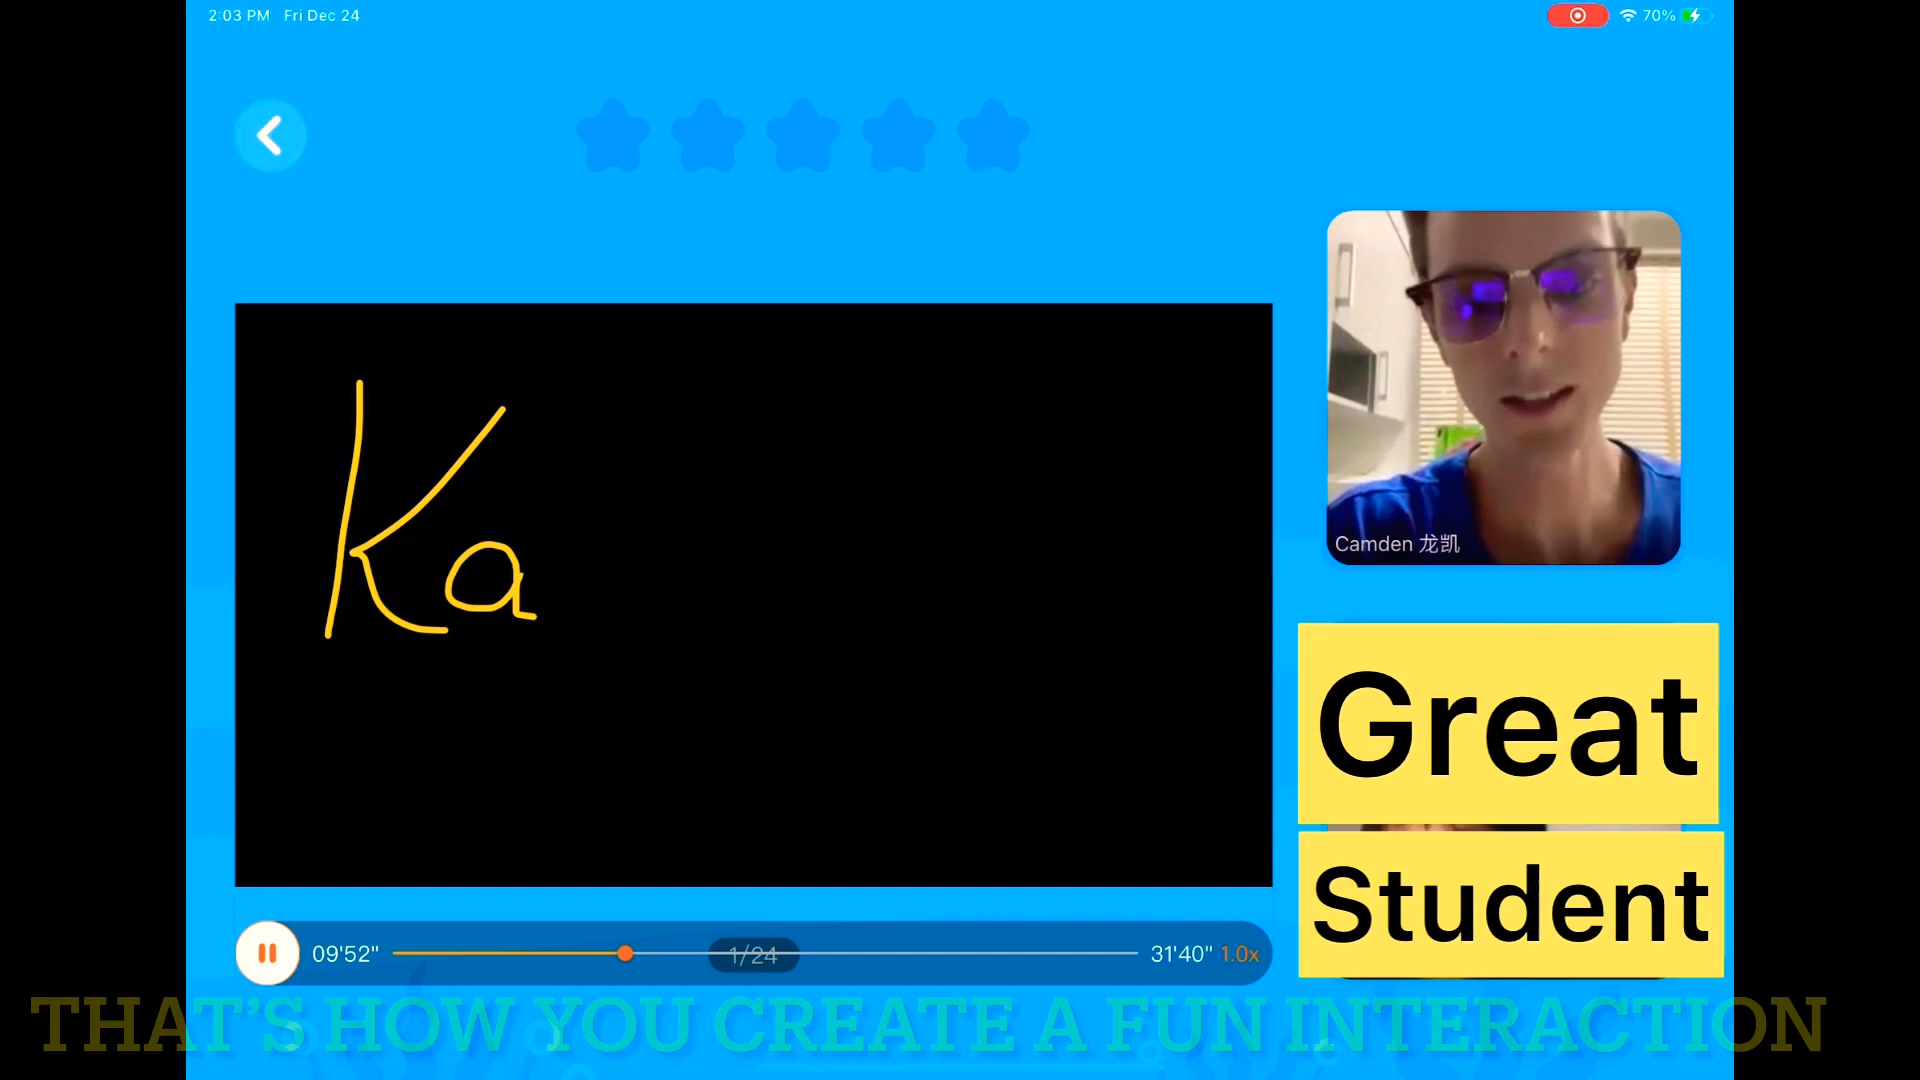 2:03 PM Fri Dec 24
70%
Ka
Camden 龙凯
Great
Student
09'52"
1/24
31'40" 1.0x
THAT'S HOW YOU CREATE A FUN INTERACTION